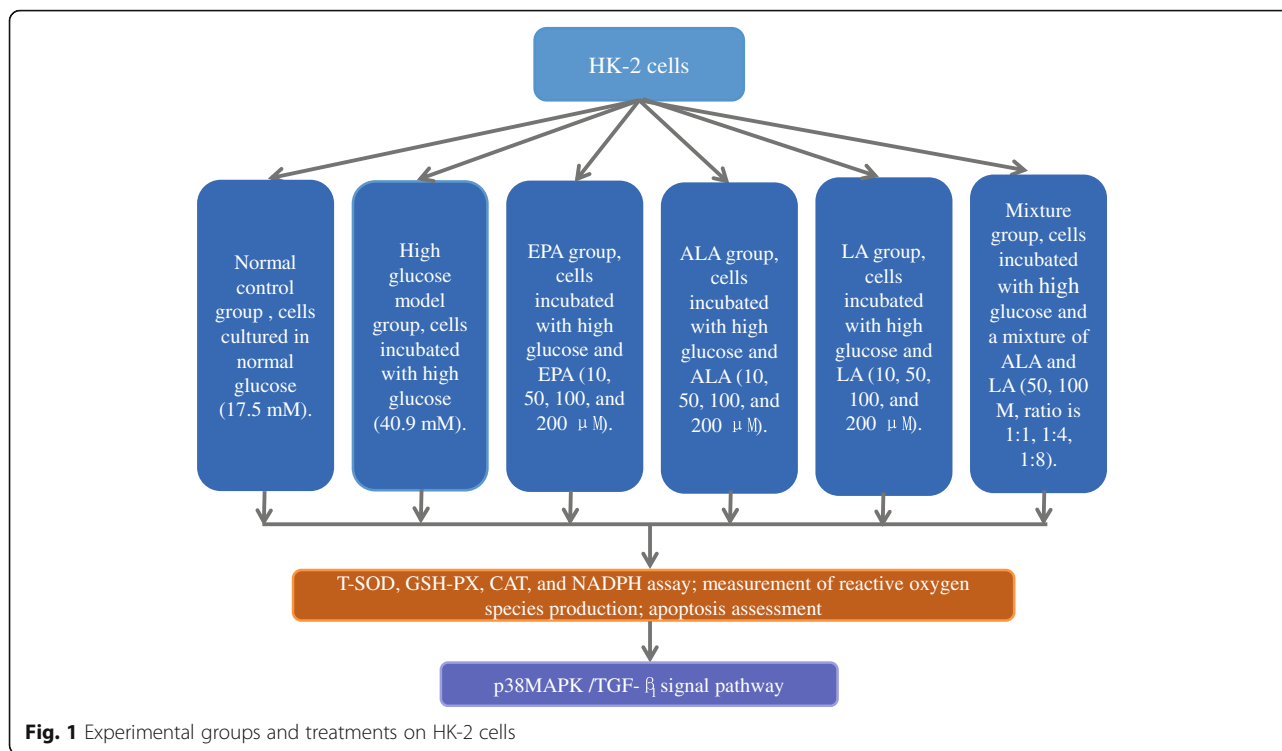 HK-2 cells
Normal
control
group , cells
cultured in
normal
glucose
(17.5 mM).
High
glucose
model
group, cells
incubated
with high
glucose
(40.9 mM).
EPA group,
cells
incubated
with high
glucose and
EPA (10,
50, 100, and
200 μM).
ALA group,
cells
incubated
with high
glucose and
ALA (10,
50, 100, and
200 μM).
LA group,
cells
incubated
with high
glucose and
LA (10, 50,
100, and
200 μM).
Mixture
group, cells
incubated
with high
glucose and
a mixture of
ALA and
LA (50, 100
M, ratio is
1:1, 1:4,
1:8).
T-SOD, GSH-PX, CAT, and NADPH assay; measurement of reactive oxygen
species production; apoptosis assessment
p38MAPK /TGF- β1 signal pathway
Fig. 1 Experimental groups and treatments on HK-2 cells